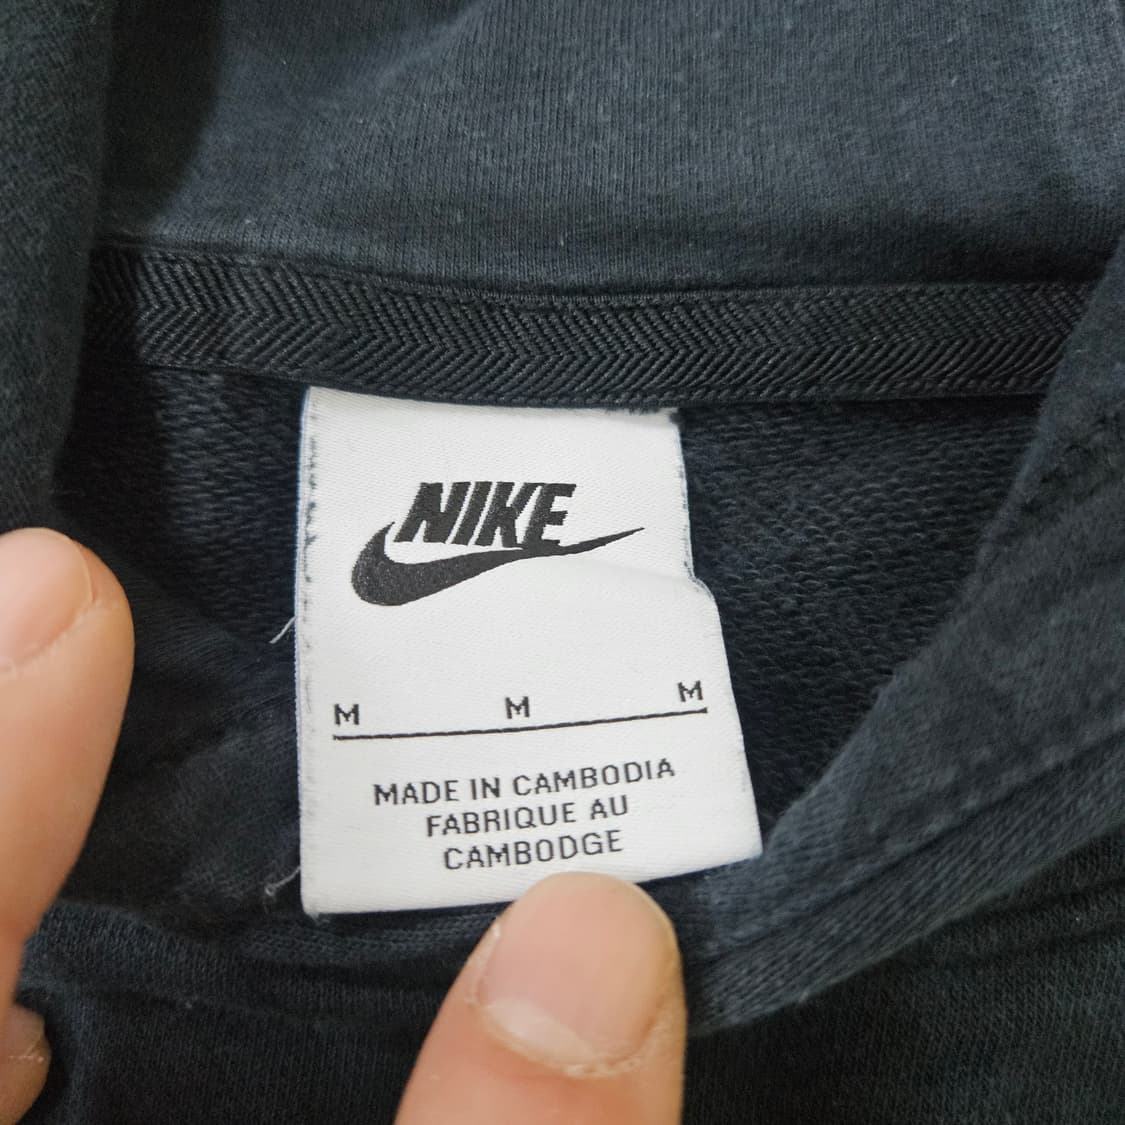 NIKE
M M M
MADE IN CAMBODIA
FABRIQUE AU
CAMBODGE